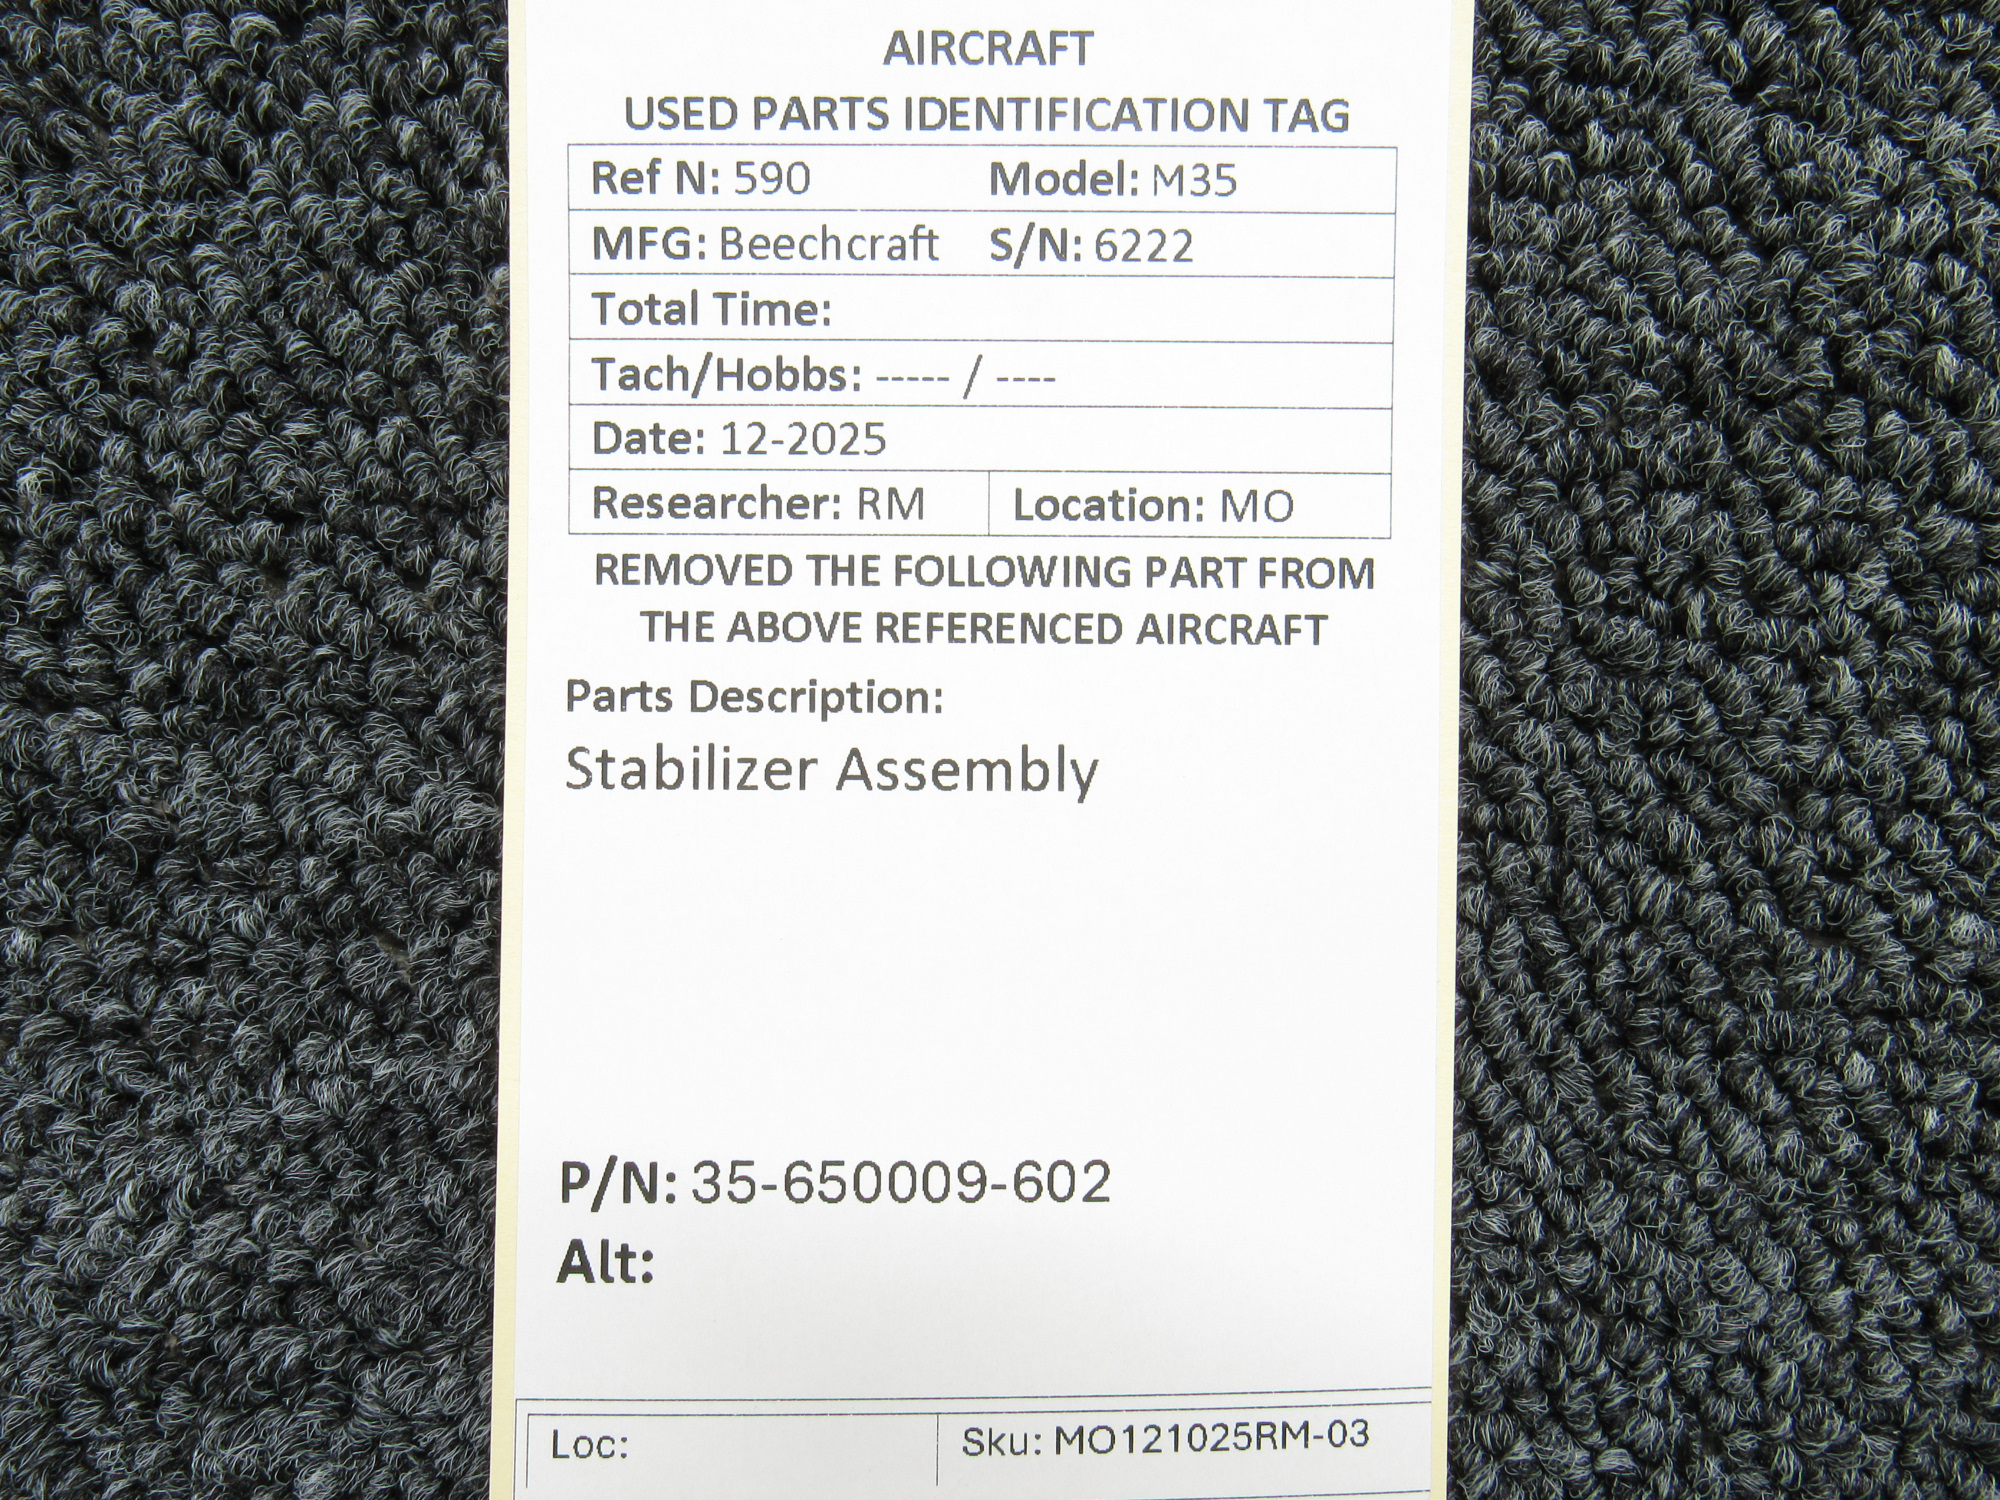 AIRCRAFT
USED PARTS IDENTIFICATION TAG
Ref N: 590 Model: M35
MFG: Beechcraft S/N: 6222
Total Time:
Tach/Hobbs: ----- / ----
Date: 12-2025
Researcher: RM Location: MO
REMOVED THE FOLLOWING PART FROM
THE ABOVE REFERENCED AIRCRAFT
Parts Description:
Stabilizer Assembly
P/N: 35-650009-602
Alt:
Loc: Sku: MO121025RM-03